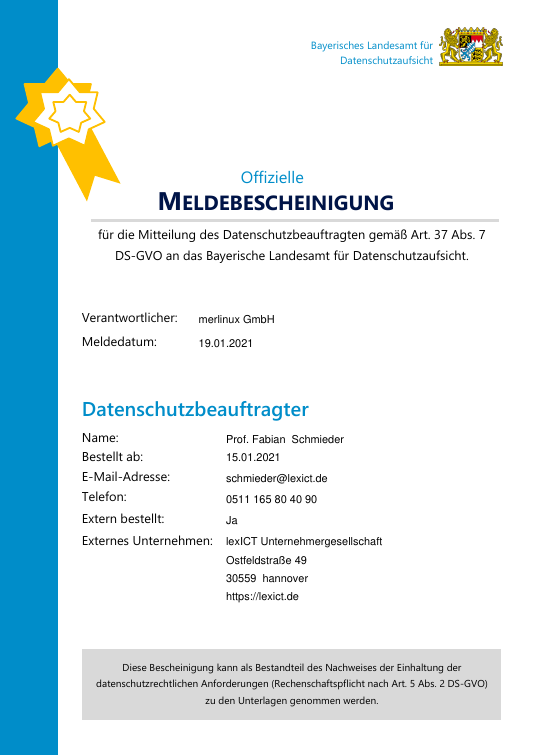 Bayerisches Landesamt für
Datenschutzaufsicht
Offizielle
MELDEBESCHEINIGUNG
für die Mitteilung des Datenschutzbeauftragten gemäß Art. 37 Abs. 7
DS-GVO an das Bayerische Landesamt für Datenschutzaufsicht.
Verantwortlicher: merlinux GmbH
Meldedatum: 19.01.2021
Datenschutzbeauftragter
Name: Prof. Fabian  Schmieder
Bestellt ab: 15.01.2021
E-Mail-Adresse: schmieder@lexict.de
Telefon: 0511 165 80 40 90
Extern bestellt: Ja
Externes Unternehmen: lexICT Unternehmergesellschaft
Ostfeldstraße 49
30559  hannover
https://lexict.de
Diese Bescheinigung kann als Bestandteil des Nachweises der Einhaltung der
datenschutzrechtlichen Anforderungen (Rechenschaftspflicht nach Art. 5 Abs. 2 DS-GVO)
zu den Unterlagen genommen werden.